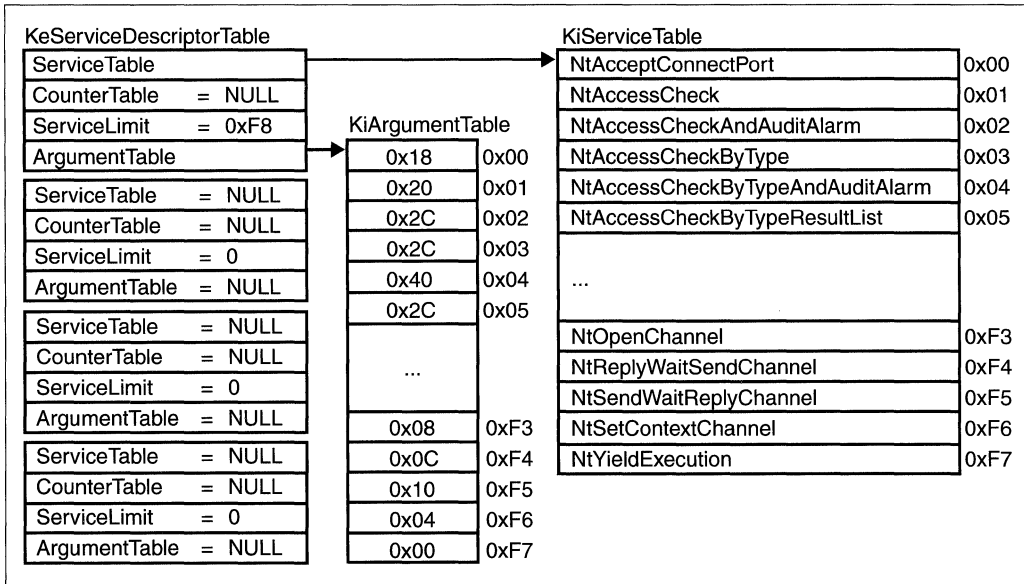 KeServiceDescriptorTable
ServiceTable
CounterTable = NULL
ServiceLimit = 0xF8
ArgumentTable
ServiceTable = NULL
CounterTable = NULL
ServiceLimit = 0
ArgumentTable = NULL
ServiceTable = NULL
CounterTable = NULL
ServiceLimit = 0
ArgumentTable = NULL
ServiceTable = NULL
CounterTable = NULL
ServiceLimit = 0
ArgumentTable = NULL
KiArgumentTable
0x18 0x00
0x20 0x01
0x2C 0x02
0x2C 0x03
0x40 0x04
0x2C 0x05
...
0x08 0xF3
0x0C 0xF4
0x10 0xF5
0x04 0xF6
0x00 0xF7
KiServiceTable
NtAcceptConnectPort 0x00
NtAccessCheck 0x01
NtAccessCheckAndAuditAlarm 0x02
NtAccessCheckByType 0x03
NtAccessCheckByTypeAndAuditAlarm 0x04
NtAccessCheckByTypeResultList 0x05
...
NtOpenChannel 0xF3
NtReplyWaitSendChannel 0xF4
NtSendWaitReplyChannel 0xF5
NtSetContextChannel 0xF6
NtYieldExecution 0xF7